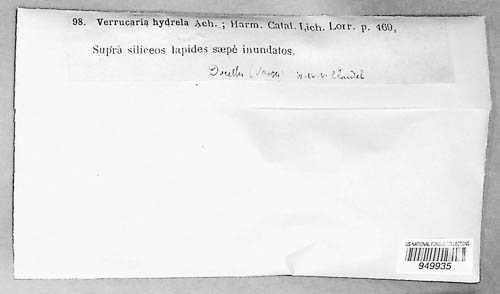 98. Verrucaria hydrela Ach. ; Harm. Catal. Lich. Lorr. p. 469,
Suprà siliceos lapides sæpè inundatos.
Docelles (Vosges) H. et V. Claudel
US NATIONAL FUNGUS COLLECTIONS
949935